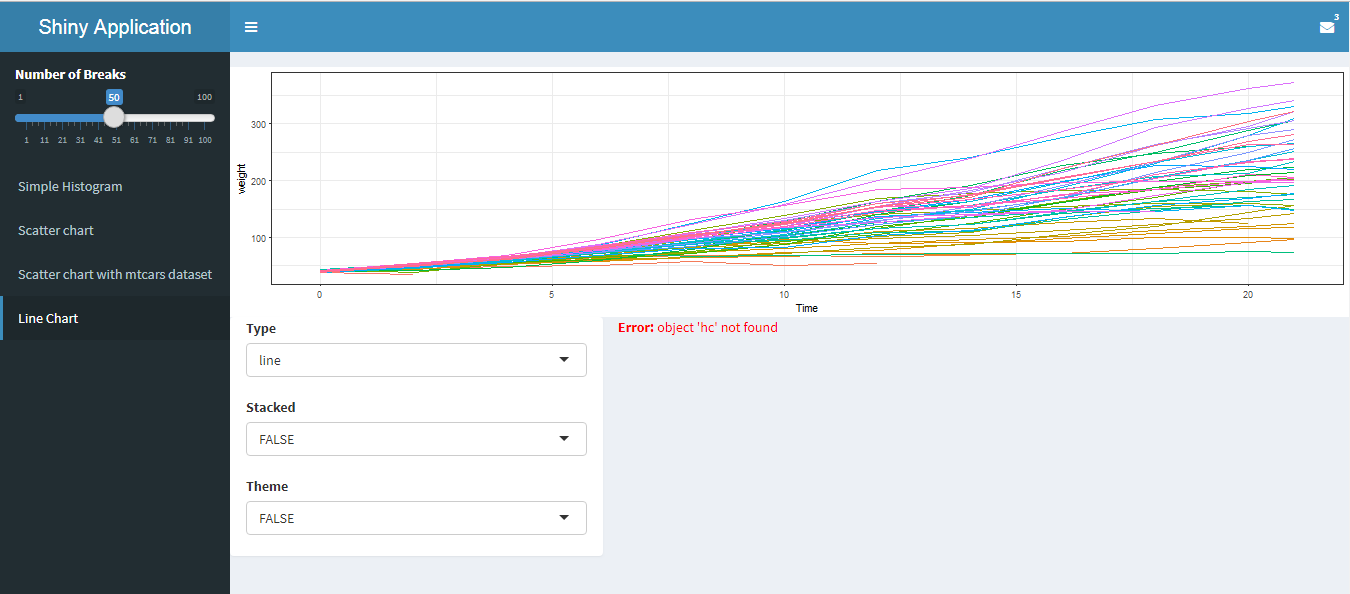 Shiny Application
3
Number of Breaks
1 50 100
1 11 21 31 41 51 61 71 81 91 100
Simple Histogram
Scatter chart
Scatter chart with mtcars dataset
Line Chart
weight
300
200
100
0 5 10 15 20
Time
Type
line
Stacked
FALSE
Theme
FALSE
Error: object 'hc' not found